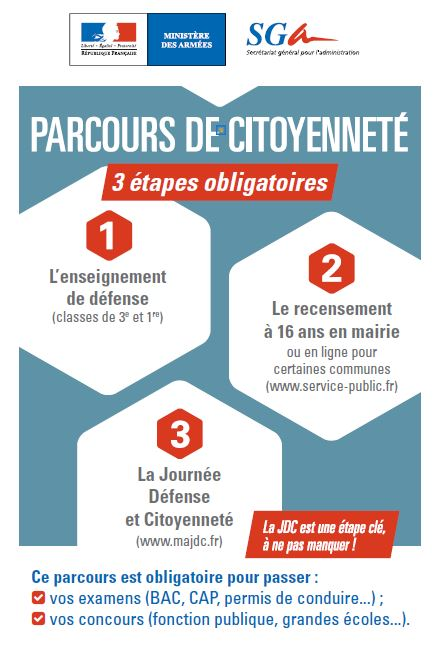 Liberté • Égalité • Fraternité
RÉPUBLIQUE FRANÇAISE
MINISTÈRE
DES ARMÉES
SGA
Secrétariat général pour l'administration
PARCOURS DE CITOYENNETÉ
3 étapes obligatoires
1
L'enseignement
de défense
(classes de 3e et 1re)
2
Le recensement
à 16 ans en mairie
ou en ligne pour
certaines communes
(www.service-public.fr)
3
La Journée
Défense
et Citoyenneté
(www.majdc.fr)
La JDC est une étape clé,
à ne pas manquer !
Ce parcours est obligatoire pour passer :
vos examens (BAC, CAP, permis de conduire...) ;
vos concours (fonction publique, grandes écoles...).